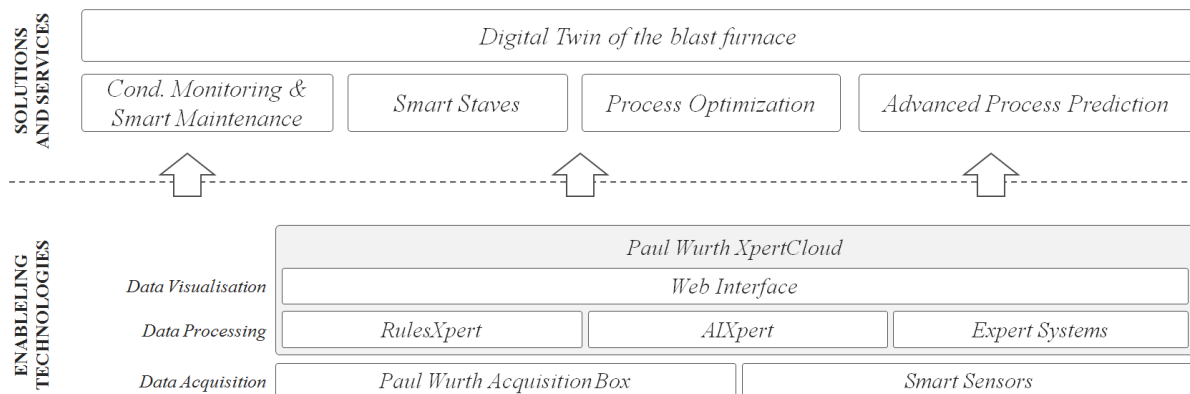 SOLUTIONS
AND SERVICES
Digital Twin of the blast furnace
Cond. Monitoring &
Smart Maintenance
Smart Staves
Process Optimization
Advanced Process Prediction
ENABLELING
TECHNOLOGIES
Paul Wurth XpertCloud
Data Visualisation
Web Interface
Data Processing
RulesXpert
AIXpert
Expert Systems
Data Acquisition
Paul Wurth Acquisition Box
Smart Sensors